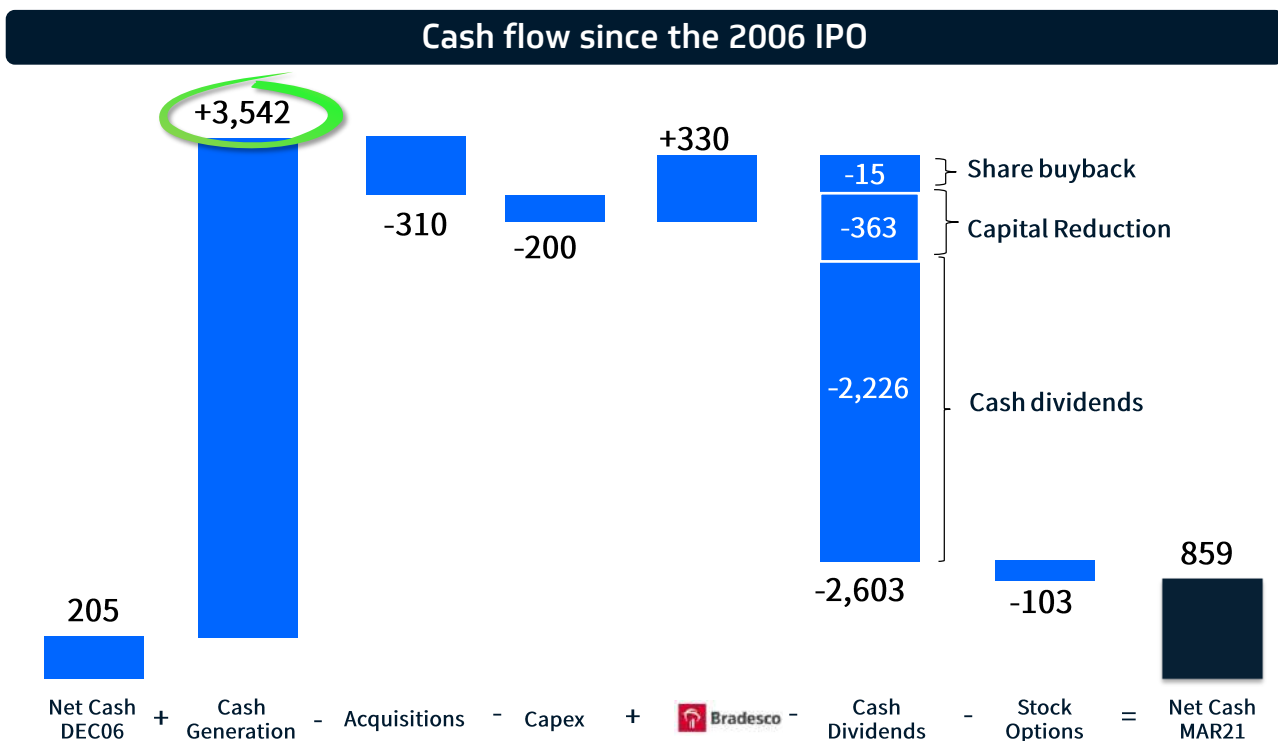 Cash flow since the 2006 IPO
+3,542
-310
-200
+330
-15
Share buyback
-363
Capital Reduction
-2,226
Cash dividends
-2,603
-103
205
859
Net Cash
DEC06
+
Cash
Generation
-
Acquisitions
-
Capex
+
Bradesco
-
Cash
Dividends
-
Stock
Options
=
Net Cash
MAR21